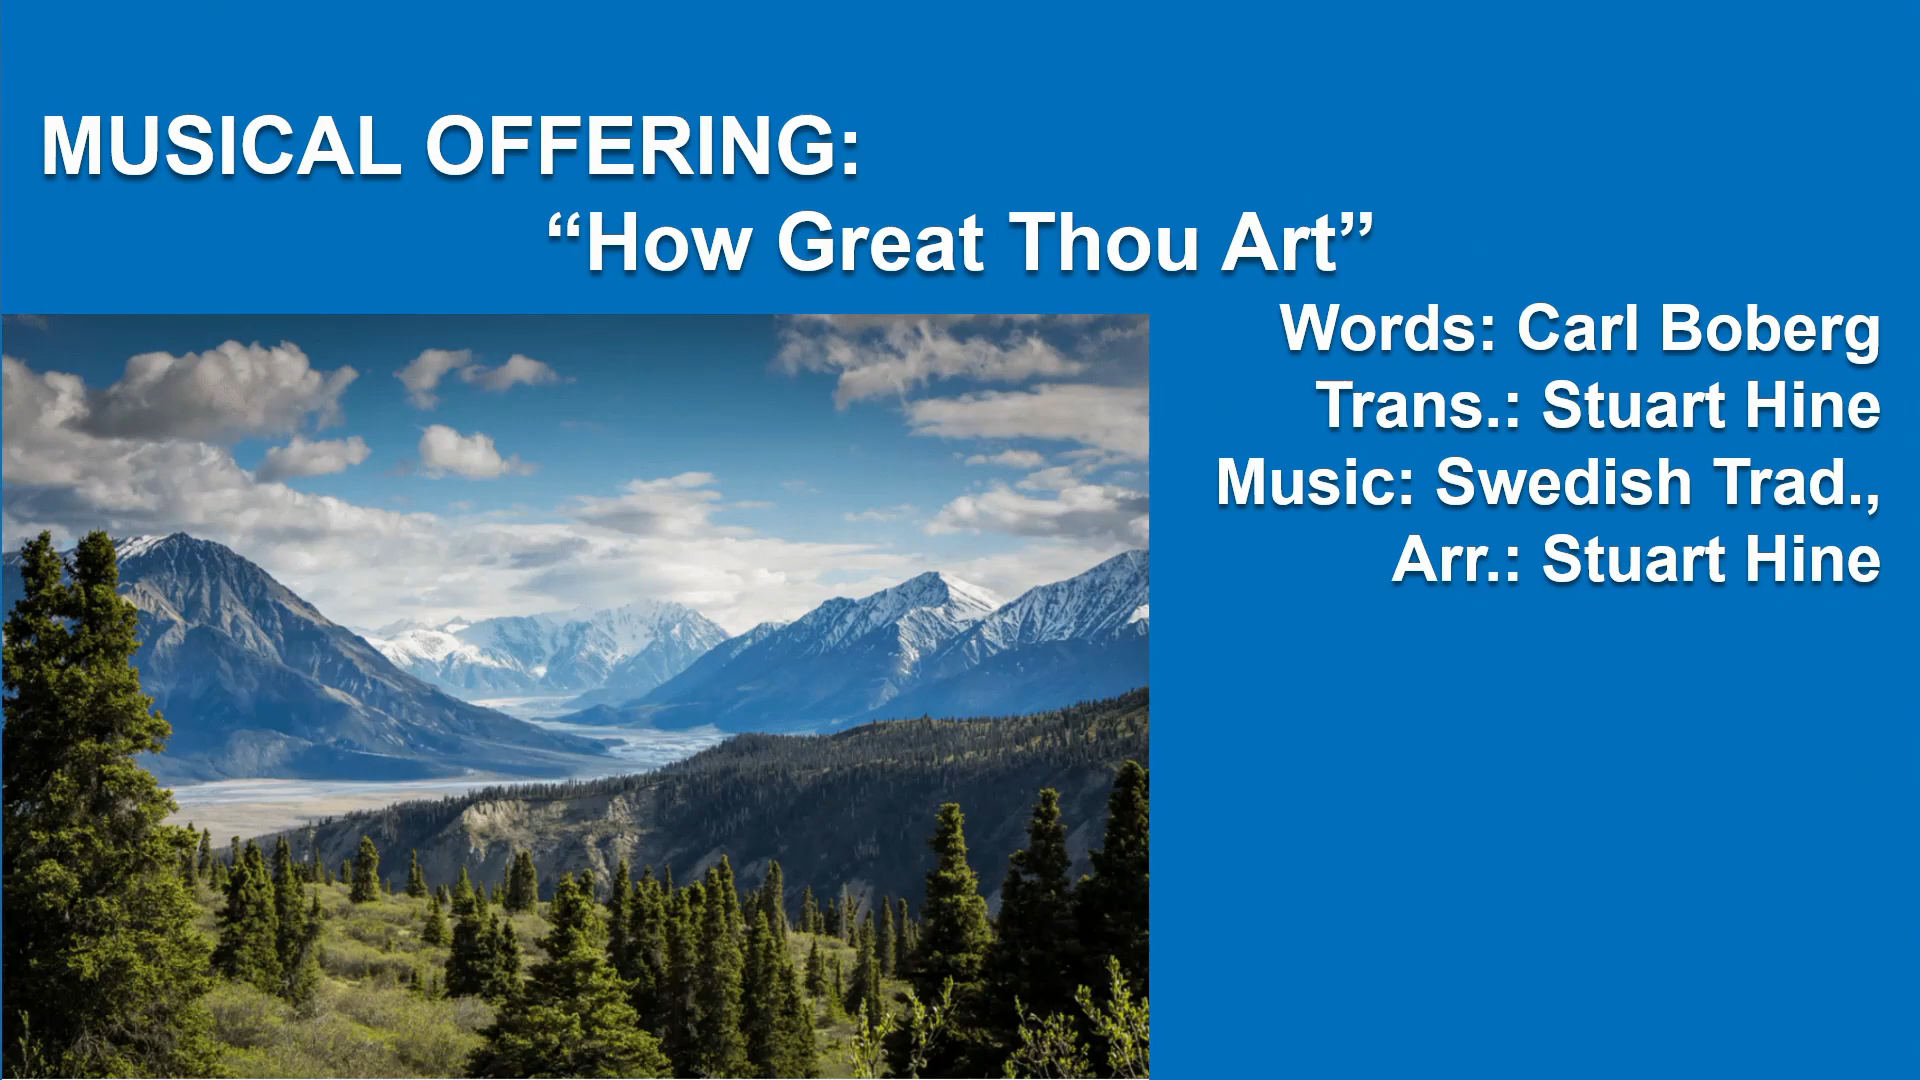 MUSICAL OFFERING:
“How Great Thou Art”
Words: Carl Boberg
Trans.: Stuart Hine
Music: Swedish Trad.,
Arr.: Stuart Hine